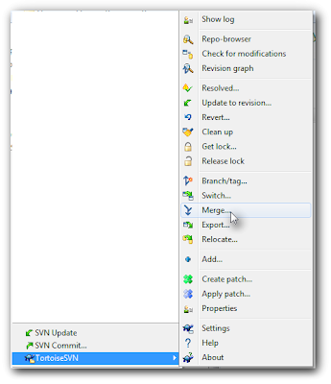 Show log
Repo-browser
Check for modifications
Revision graph
Resolved...
Update to revision...
Revert...
Clean up
Get lock...
Release lock
Branch/tag...
Switch...
Merge...
Export...
Relocate...
Add...
Create patch...
Apply patch...
Properties
Settings
Help
About
SVN Update
SVN Commit...
TortoiseSVN